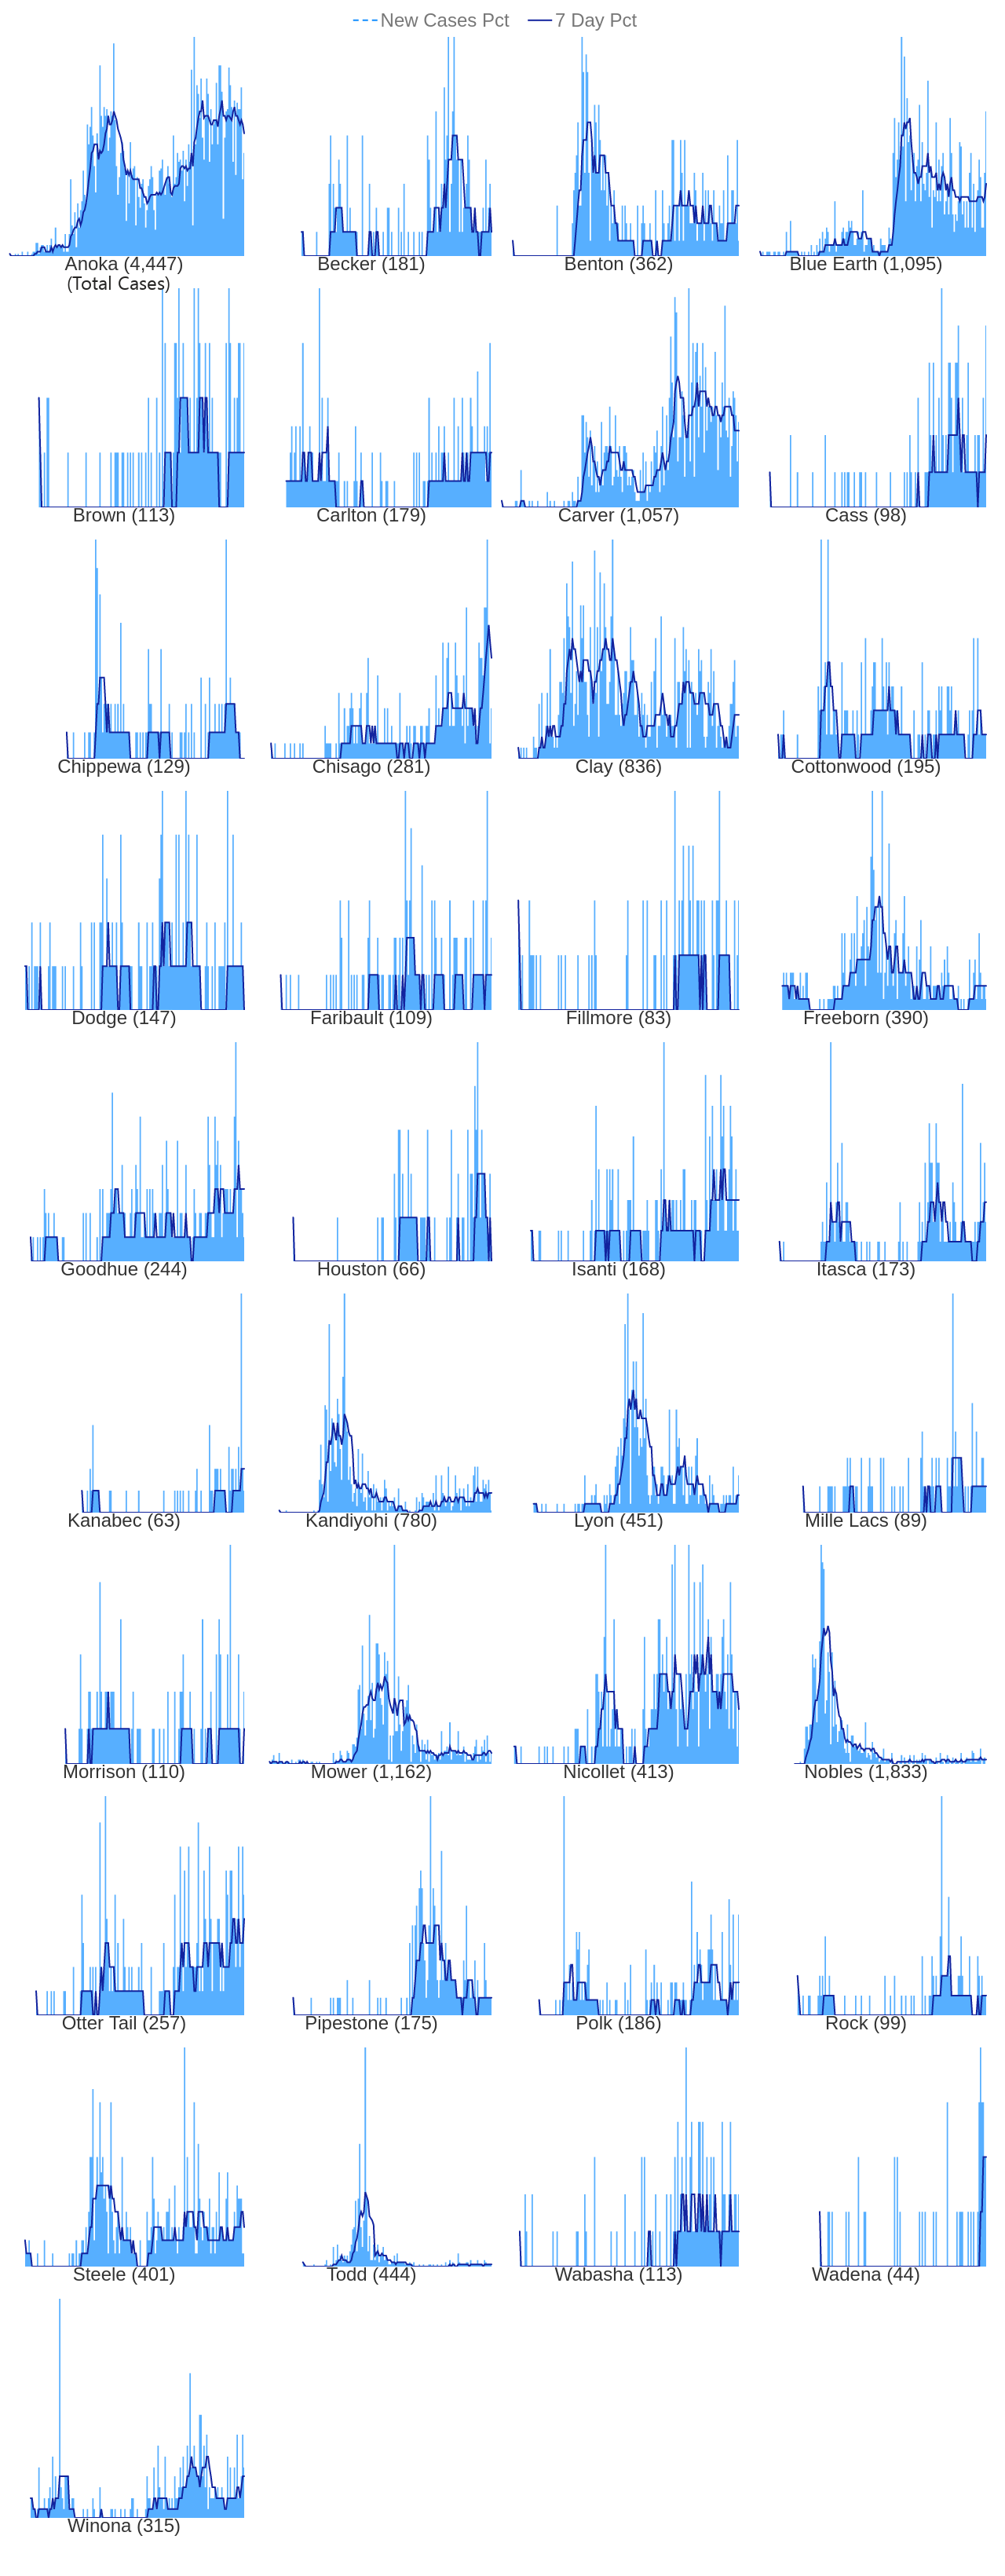 New Cases Pct 7 Day Pct
Anoka (4,447) Becker (181) Benton (362) Blue Earth (1,095)
(Total Cases)
Brown (113) Carlton (179) Carver (1,057) Cass (98)
Chippewa (129) Chisago (281) Clay (836) Cottonwood (195)
Dodge (147) Faribault (109) Fillmore (83) Freeborn (390)
Goodhue (244) Houston (66) Isanti (168) Itasca (173)
Kanabec (63) Kandiyohi (780) Lyon (451) Mille Lacs (89)
Morrison (110) Mower (1,162) Nicollet (413) Nobles (1,833)
Otter Tail (257) Pipestone (175) Polk (186) Rock (99)
Steele (401) Todd (444) Wabasha (113) Wadena (44)
Winona (315)